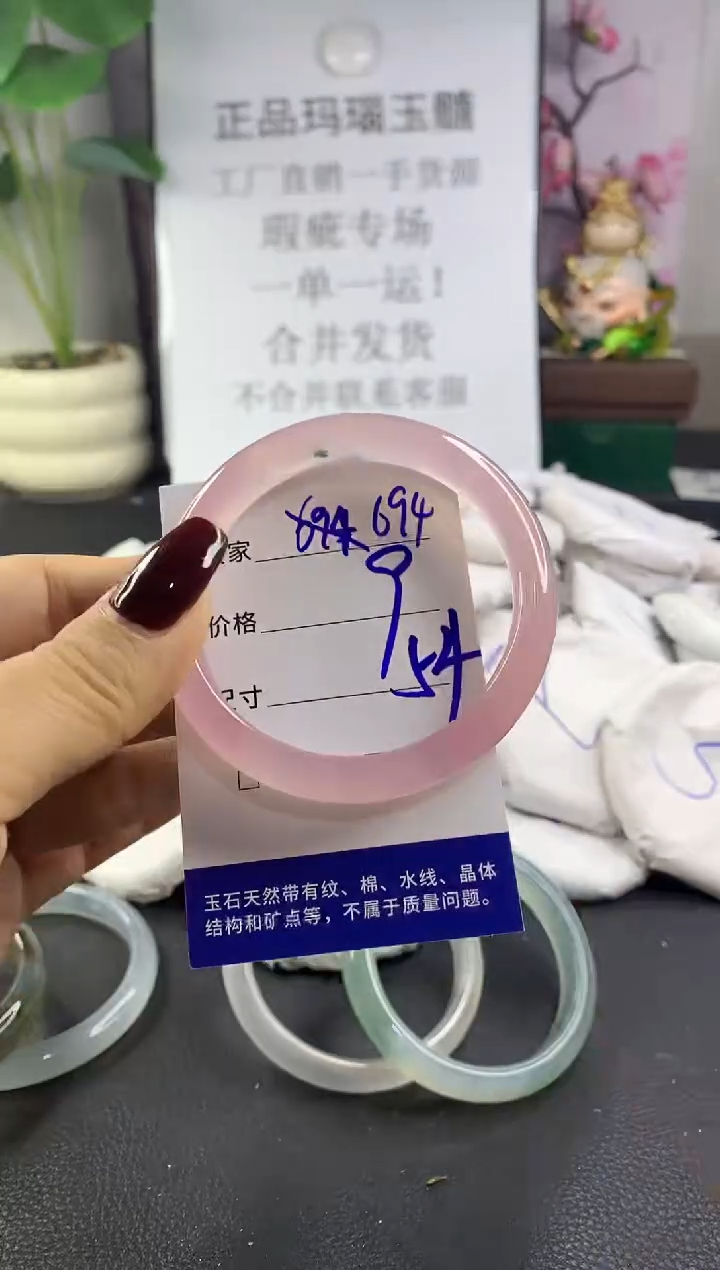 正品玛瑙玉髓
工厂直销一手货源
瑕疵专场
一单一运！
合并发货
不合并联系客服
家 694
价格 9
寸 54
玉石天然带有纹、棉、水线、晶体
结构和矿点等，不属于质量问题。